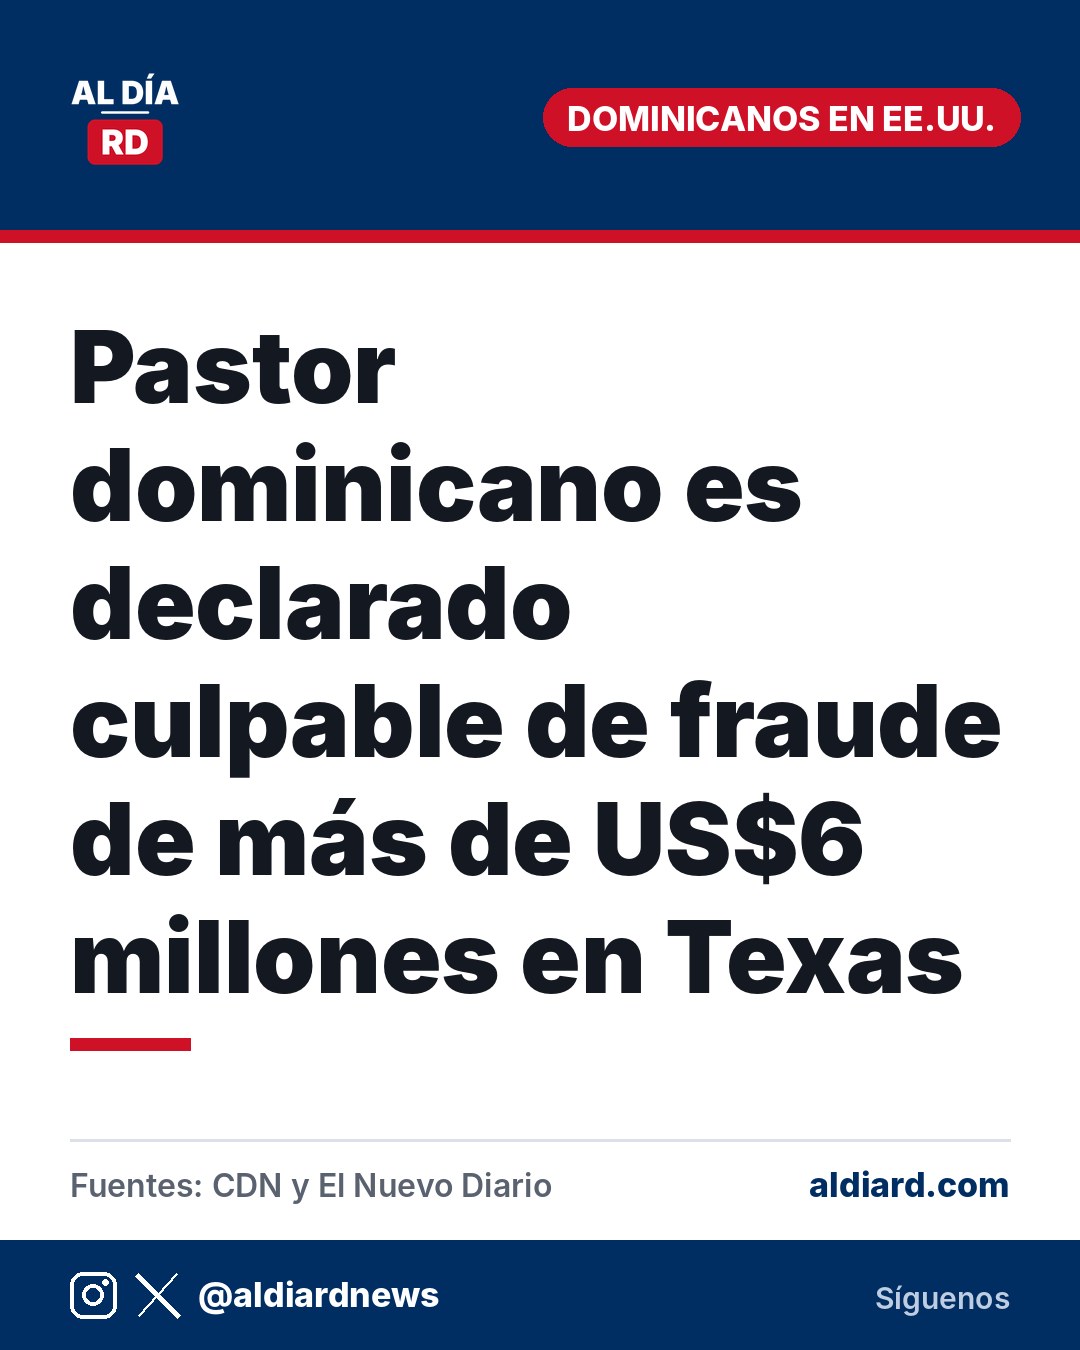 AL DÍA
RD
DOMINICANOS EN EE.UU.
Pastor
dominicano es
declarado
culpable de fraude
de más de US$6
millones en Texas
Fuentes: CDN y El Nuevo Diario
aldiard.com
@aldiardnews
Síguenos